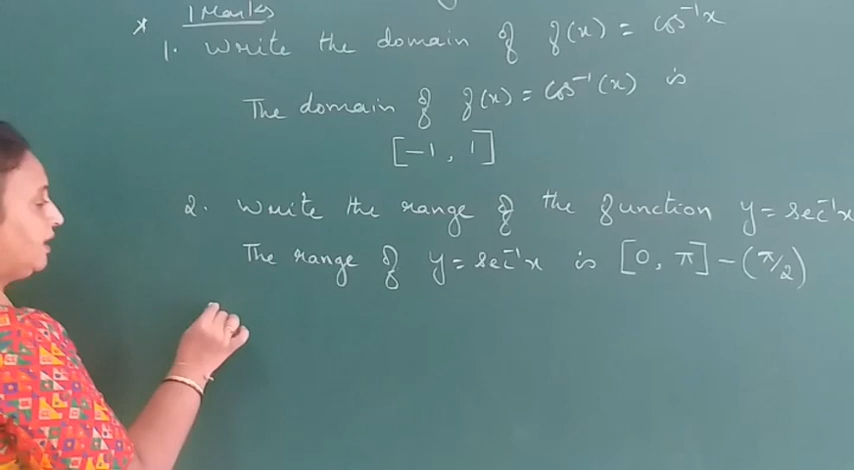 * 1 Marks
1. Write the domain of f(x) = cos⁻¹x
The domain of f(x) = cos⁻¹(x) is
[-1, 1]
2. Write the range of the function y = sec⁻¹x
The range of y = sec⁻¹x is [0, π] - (π/2)